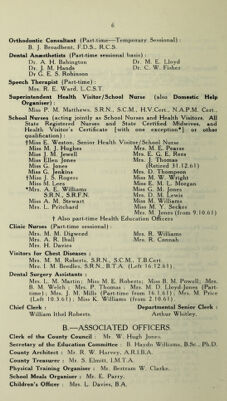 6
Orthodontic Consultant (Part-time—Temporary Sessional) :
B. J. Broadbent, F.D.S., R.C.S.
Dental Anæsthetists (Part-time sessional basis) :
Dr. A. H. Babington Dr. M. E. Lloyd
Dr. J. M. Hands Dr. C. W. Fisher
Dr G. E. S. Robinson
Speech Therapist (Part-time) :
Mrs. R. E. Ward. L.C.S.T
Superintendent Health Visitor/School Nurse (also Domestic Help
Organiser) :
Miss P. M. Matthews. S.R.N., S.C.M., H.V.Cert., N.A.P.M. Cert.
School Nurses (acting jointly as School Nurses and Health Visitors. All
State Registered Nurses and State Certified Midwives, and
Health Visitor's Certificate [with one exception*] or other
qualification) :
†Miss E. Weston, Senior Health Visitor/School Nurse
Miss M. J. Hughes Mrs. M. E. Pearse
Miss J. M. Jowell Mrs. E. G. E. Rees
Miss Ellen Jones Mrs. J. Thomas
Miss G. Jones (Retired 31.12.61)
Miss G. Jenkins Mrs. D. Thompson
†Miss J. S. Rogers Miss M. W. Wright
Miss M. Lees Miss E. M. L. Morgan
*Mrs. A. E. Williams Miss G. M. Jones
S.R.N., S.R.F.N. Mrs. D. M. Lewis
Miss A. M. Stewart Miss M. Williams
Mrs. L. Pritchard Miss M. Y. Seckes
Mrs. M. Jones (from 9.10.61)
† Also part-time Health Education Officers
Clinic Nurses (Part-time sessional) :
Mrs. M. M. Digweed Mrs. R. Williams
Mrs. A. R. Bull Mrs. R. Connah
Mrs. H. Davies
Visitors for Chest Diseases :
Mrs. M. M. Roberts, S.R.N., S.C.M., T.B.Cert
Mrs. I. M. Beedles, S.R.N., B.T.A. (Left 16.12.61).
Dental Surgery Assistants :
Mrs. L. M. Martin; Miss M. E. Roberts; Miss B. M. Powell; Mrs.
B. M. Welch; Mrs. P. Thomas; Mrs. M. D. Lloyd-Jones (Part-
time); Mrs. J. M. Mills (Part-time from 16.1.61); Mrs. M. Price
(Left 10.3.61); Miss K. Williams (from 2.10.61).
Chief Clerk : Departmental Senior Clerk :
William Ithol Roberts. Arthur Whitley.
B.—ASSOCIATED OFFICERS.
Clerk of the County Council : Mr. W. Hugh Jones.
Secretary of the Education Committee : B. Haydn Williams, B.Sc., Ph.D.
County Architect : Mr. R. W. Harvey, A.R.I.B.A.
County Treasurer : Mr. S. Elmitt, I.M.T.A.
Physical Training Organiser : Mr. Bertram W. Clarke.
School Meals Organiser : Mr. E. Parry.
Children's Officer : Mrs. L. Davies, B.A.